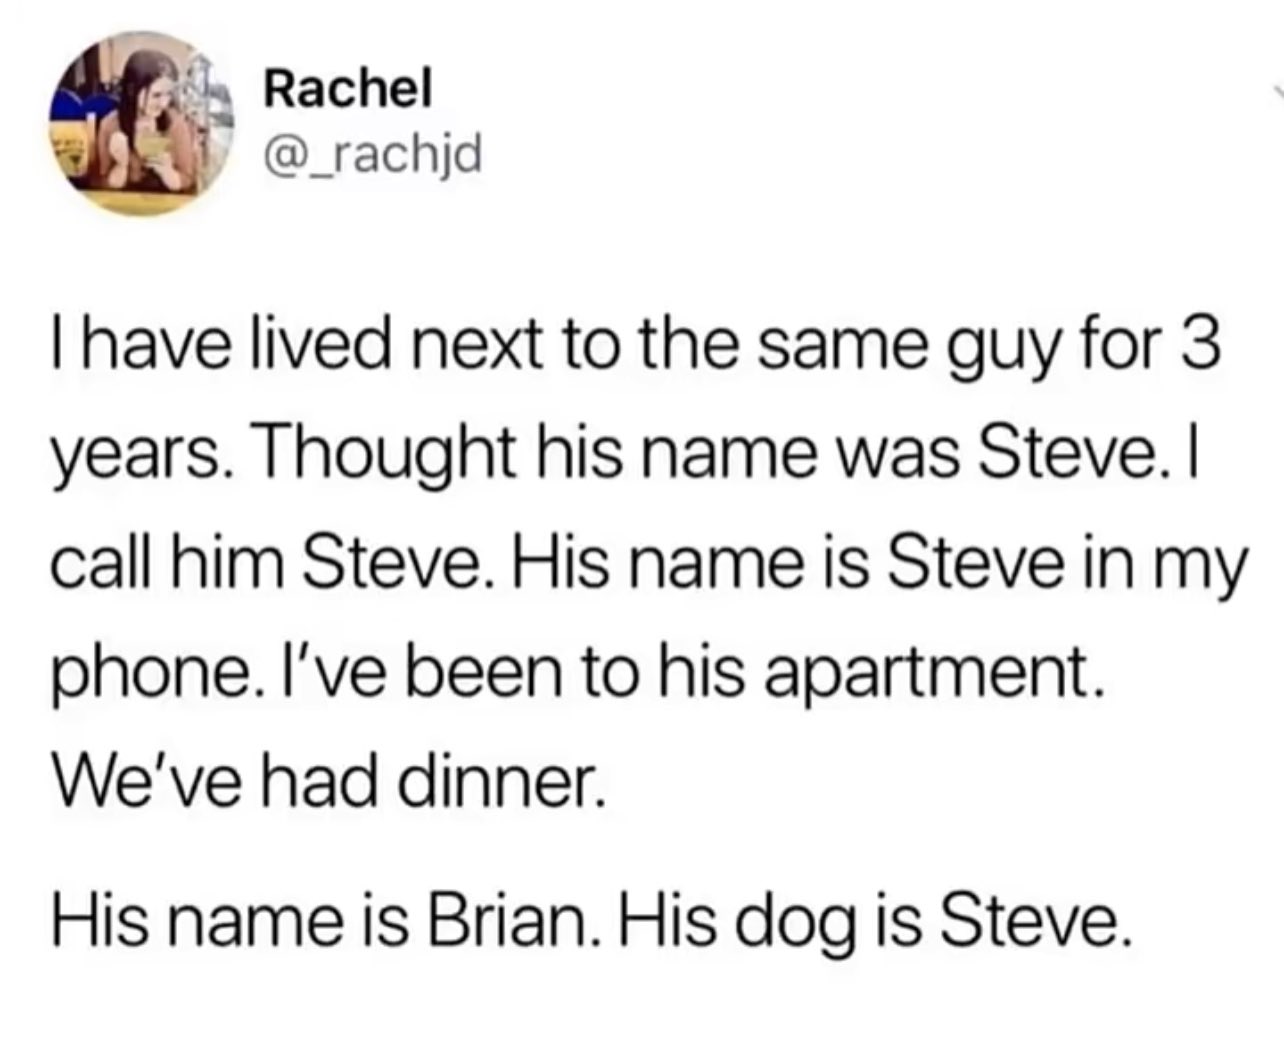 Rachel
@_rachjd
I have lived next to the same guy for 3
years. Thought his name was Steve. I
call him Steve. His name is Steve in my
phone. I’ve been to his apartment.
We’ve had dinner.
His name is Brian. His dog is Steve.